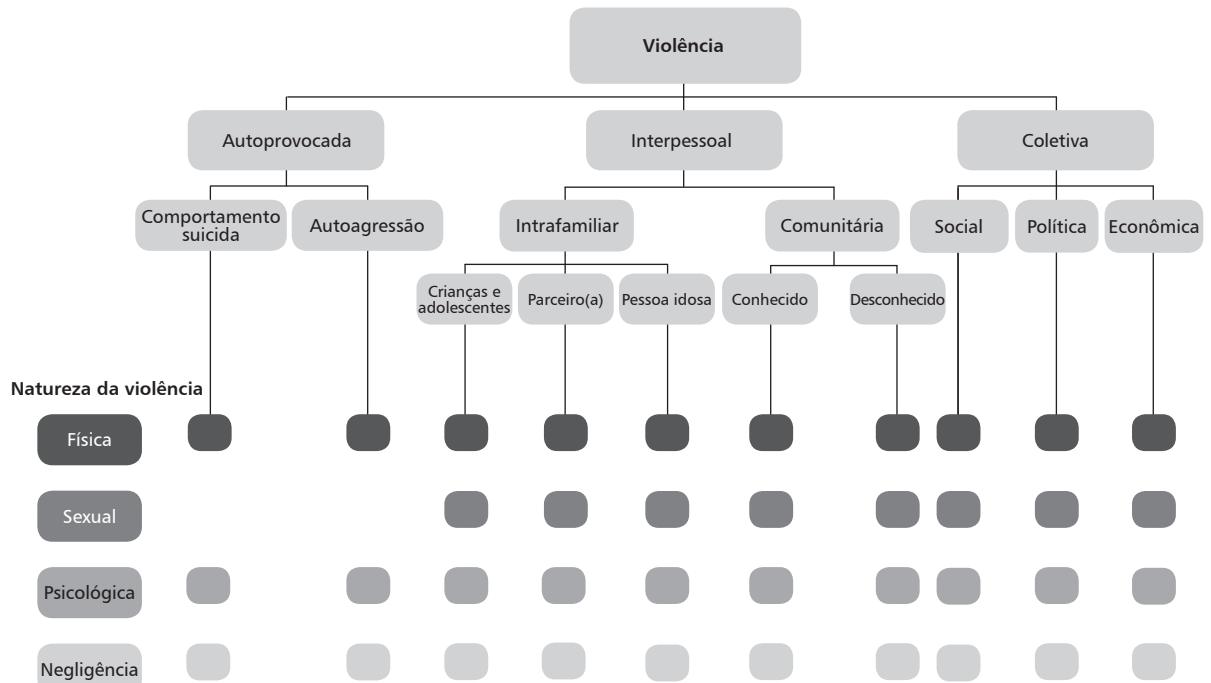 Violência
Autoprovocada
Interpessoal
Coletiva
Comportamento
suicida
Autoagressão
Intrafamiliar
Comunitária
Social
Política
Econômica
Crianças e
adolescentes
Parceiro(a)
Pessoa idosa
Conhecido
Desconhecido
Natureza da violência
Física
Sexual
Psicológica
Negligência